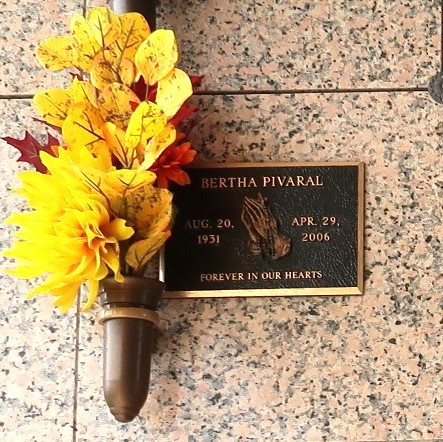 BERTHA PIVARAL
AUG. 20, APR. 29,
1931 2006
FOREVER IN OUR HEARTS